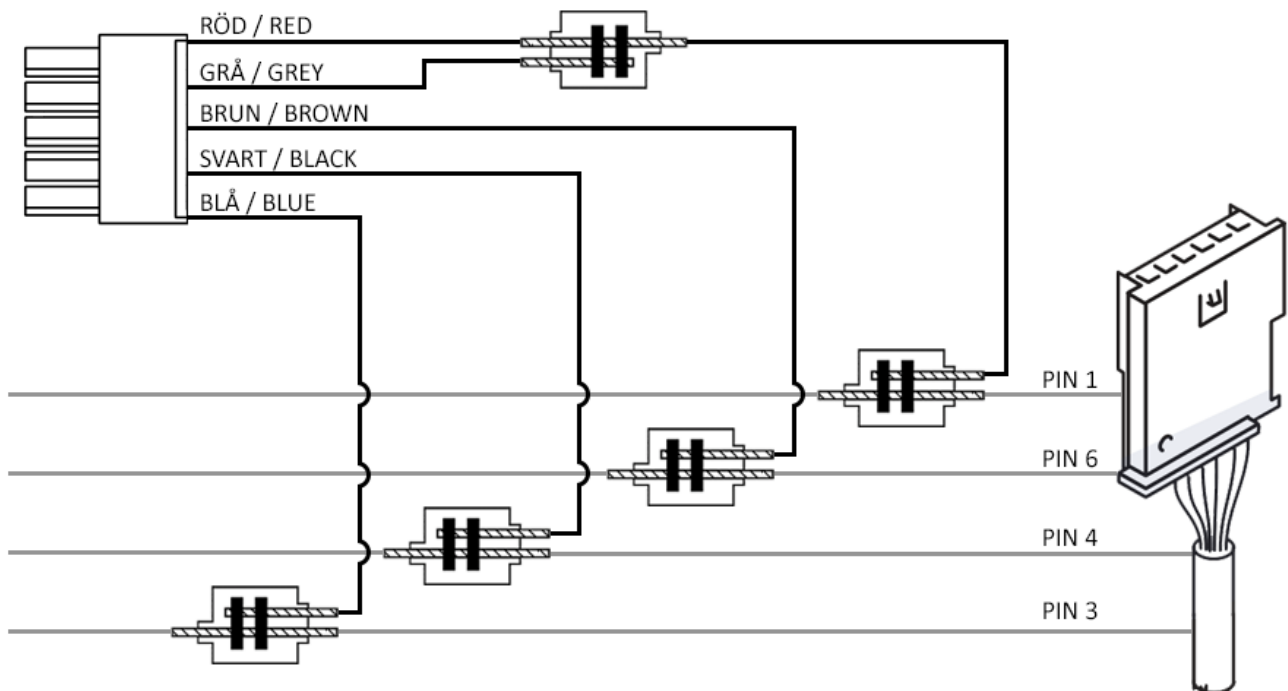 RÖD / RED
GRÅ / GREY
BRUN / BROWN
SVART / BLACK
BLÅ / BLUE
PIN 1
PIN 6
PIN 4
PIN 3